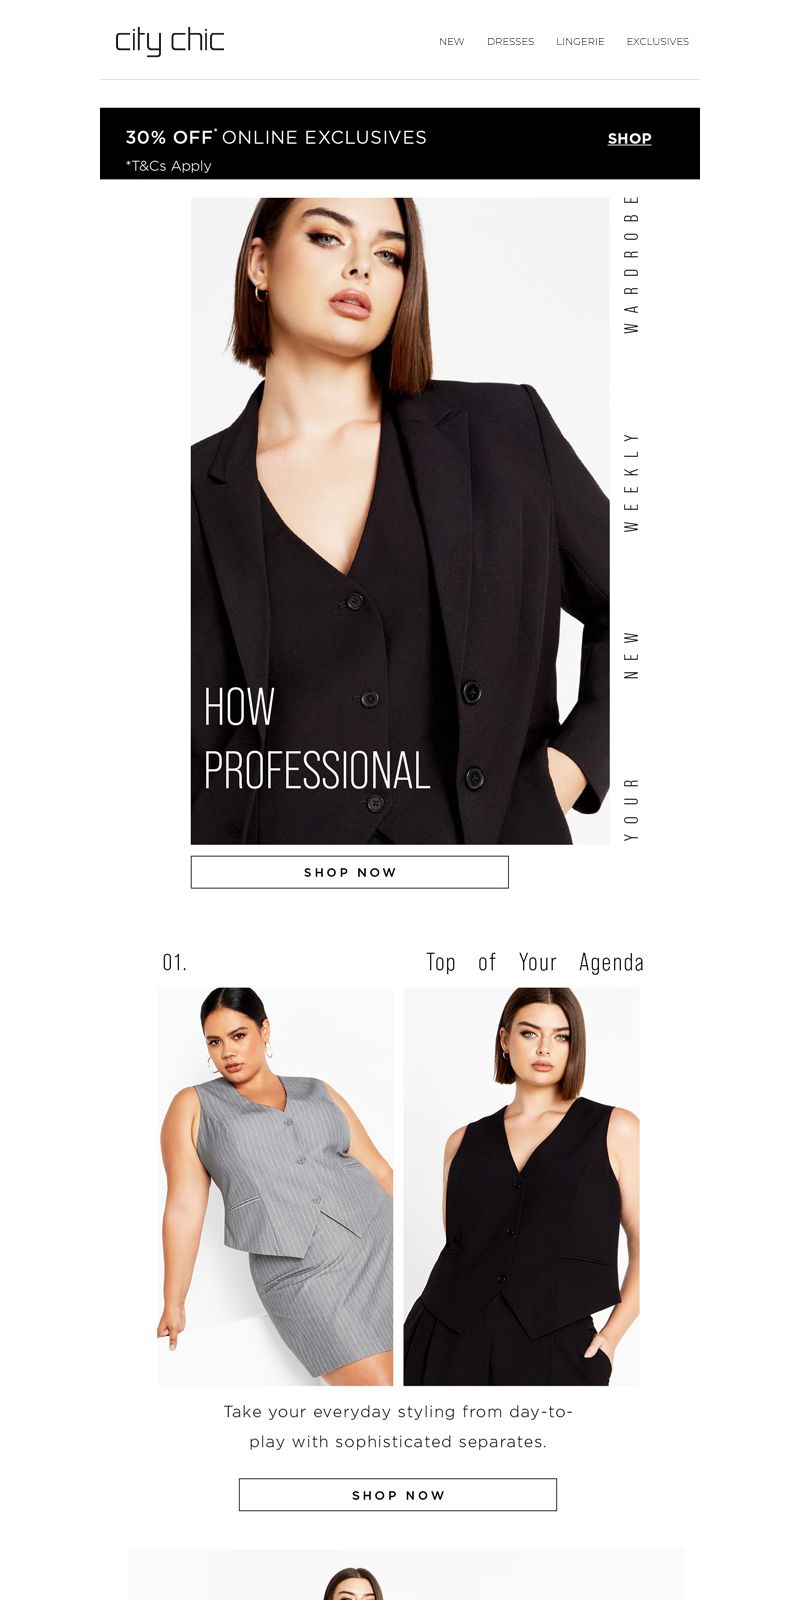 city chic
NEW DRESSES LINGERIE EXCLUSIVES
30% OFF* ONLINE EXCLUSIVES
SHOP
*T&Cs Apply
YOUR NEW WEEKLY WARDROBE
HOW
PROFESSIONAL
SHOP NOW
01.
Top of Your Agenda
Take your everyday styling from day-to-
play with sophisticated separates.
SHOP NOW